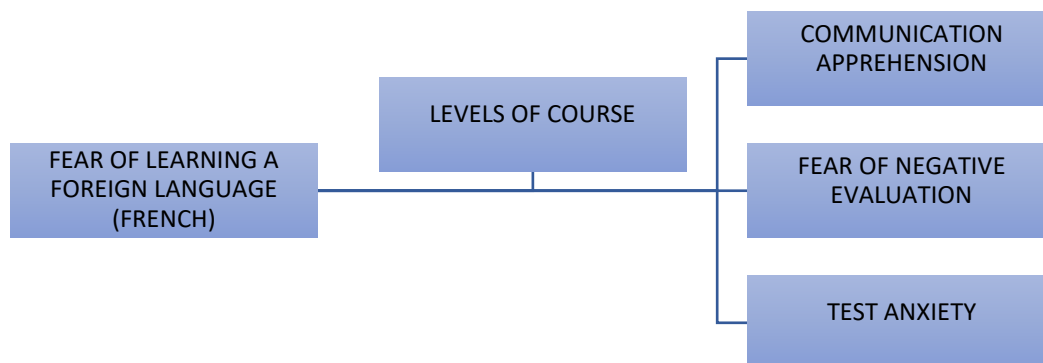 FEAR OF LEARNING A
FOREIGN LANGUAGE
(FRENCH)
LEVELS OF COURSE
COMMUNICATION
APPREHENSION
FEAR OF NEGATIVE
EVALUATION
TEST ANXIETY